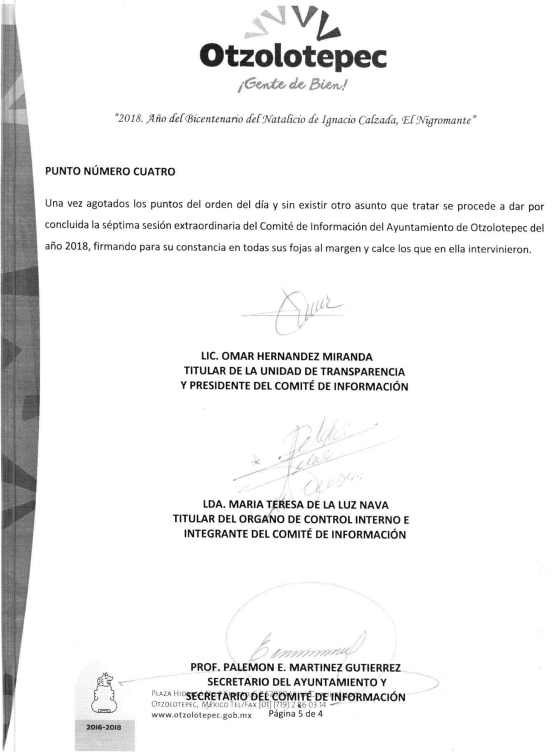 Otzolotepec
¡Gente de Bien!
"2018. Año del Bicentenario del Natalicio de Ignacio Calzada, El Nigromante"
PUNTO NÚMERO CUATRO
Una vez agotados los puntos del orden del día y sin existir otro asunto que tratar se procede a dar por
concluida la séptima sesión extraordinaria del Comité de Información del Ayuntamiento de Otzolotepec del
año 2018, firmando para su constancia en todas sus fojas al margen y calce los que en ella intervinieron.
LIC. OMAR HERNANDEZ MIRANDA
TITULAR DE LA UNIDAD DE TRANSPARENCIA
Y PRESIDENTE DEL COMITÉ DE INFORMACIÓN
LDA. MARIA TERESA DE LA LUZ NAVA
TITULAR DEL ORGANO DE CONTROL INTERNO E
INTEGRANTE DEL COMITÉ DE INFORMACIÓN
PROF. PALEMON E. MARTINEZ GUTIERREZ
SECRETARIO DEL AYUNTAMIENTO Y
SECRETARIO DEL COMITÉ DE INFORMACIÓN
PLAZA
OTZOLOTEPEC, MÉXICO TEL/FAX [01] (719) 2 86 03 14
www.otzolotepec.gob.mx Página 5 de 4
2016-2018